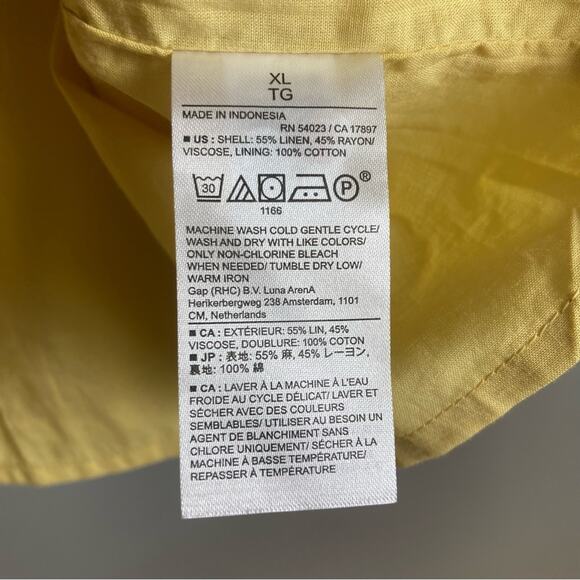 XL
TG
MADE IN INDONESIA
RN 54023 / CA 17897
■ US : SHELL: 55% LINEN, 45% RAYON/
VISCOSE, LINING: 100% COTTON
30 P ®
1166
MACHINE WASH COLD GENTLE CYCLE/
WASH AND DRY WITH LIKE COLORS/
ONLY NON-CHLORINE BLEACH
WHEN NEEDED/ TUMBLE DRY LOW/
WARM IRON
Gap (RHC) B.V. Luna ArenA
Herikerbergweg 238 Amsterdam, 1101
CM, Netherlands
■ CA : EXTÉRIEUR: 55% LIN, 45%
VISCOSE, DOUBLURE: 100% COTON
■ JP : 表地: 55% 麻, 45% レーヨン,
裏地: 100% 綿
■ CA : LAVER À LA MACHINE À L'EAU
FROIDE AU CYCLE DÉLICAT/ LAVER ET
SÉCHER AVEC DES COULEURS
SEMBLABLES/ UTILISER AU BESOIN UN
AGENT DE BLANCHIMENT SANS
CHLORE UNIQUEMENT/ SÉCHER À LA
MACHINE À BASSE TEMPÉRATURE/
REPASSER À TEMPÉRATURE